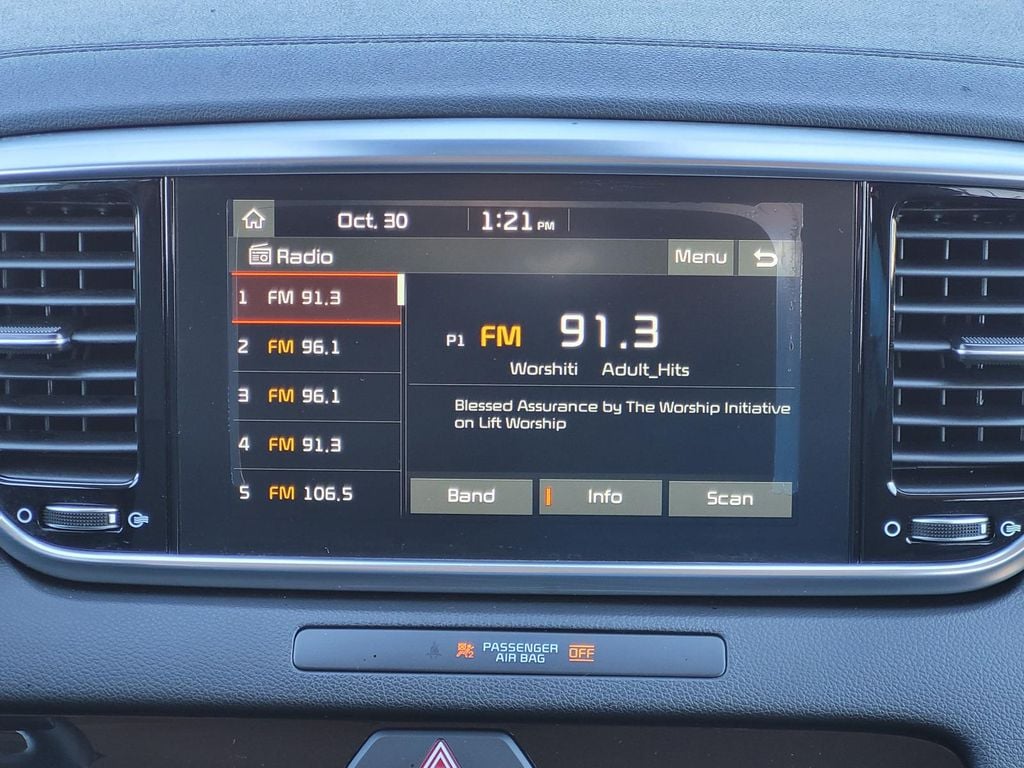 Oct. 30 1:21 PM
Radio Menu
1 FM 91.3
2 FM 96.1
3 FM 96.1
4 FM 91.3
5 FM 106.5
P1 FM 91.3
Worshiti Adult_Hits
Blessed Assurance by The Worship Initiative
on Lift Worship
Band Info Scan
PASSENGER
AIR BAG OFF